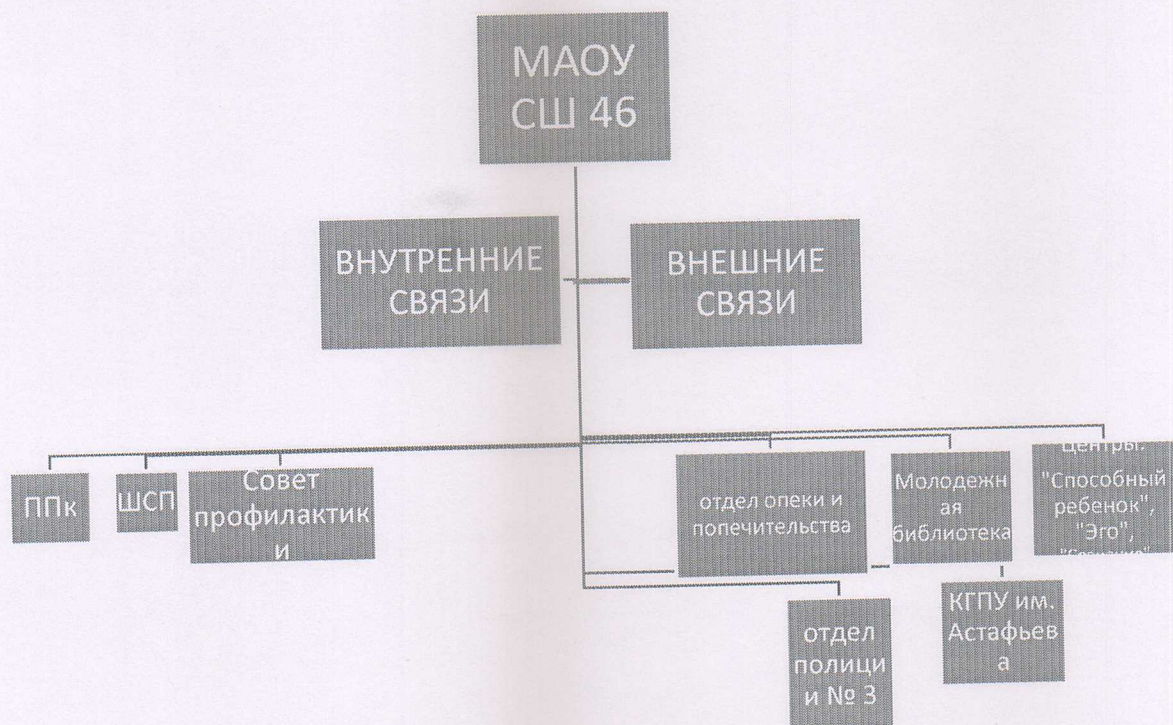 МАОУ
СШ 46
ВНУТРЕННИЕ
СВЯЗИ
ВНЕШНИЕ
СВЯЗИ
ППк
ШСП
Совет
профилактик
и
отдел опеки и
попечительства
Молодежн
ая
библиотека
Центры:
"Способный
ребенок",
"Эго",
отдел
полици
и № 3
КГПУ им.
Астафьев
а